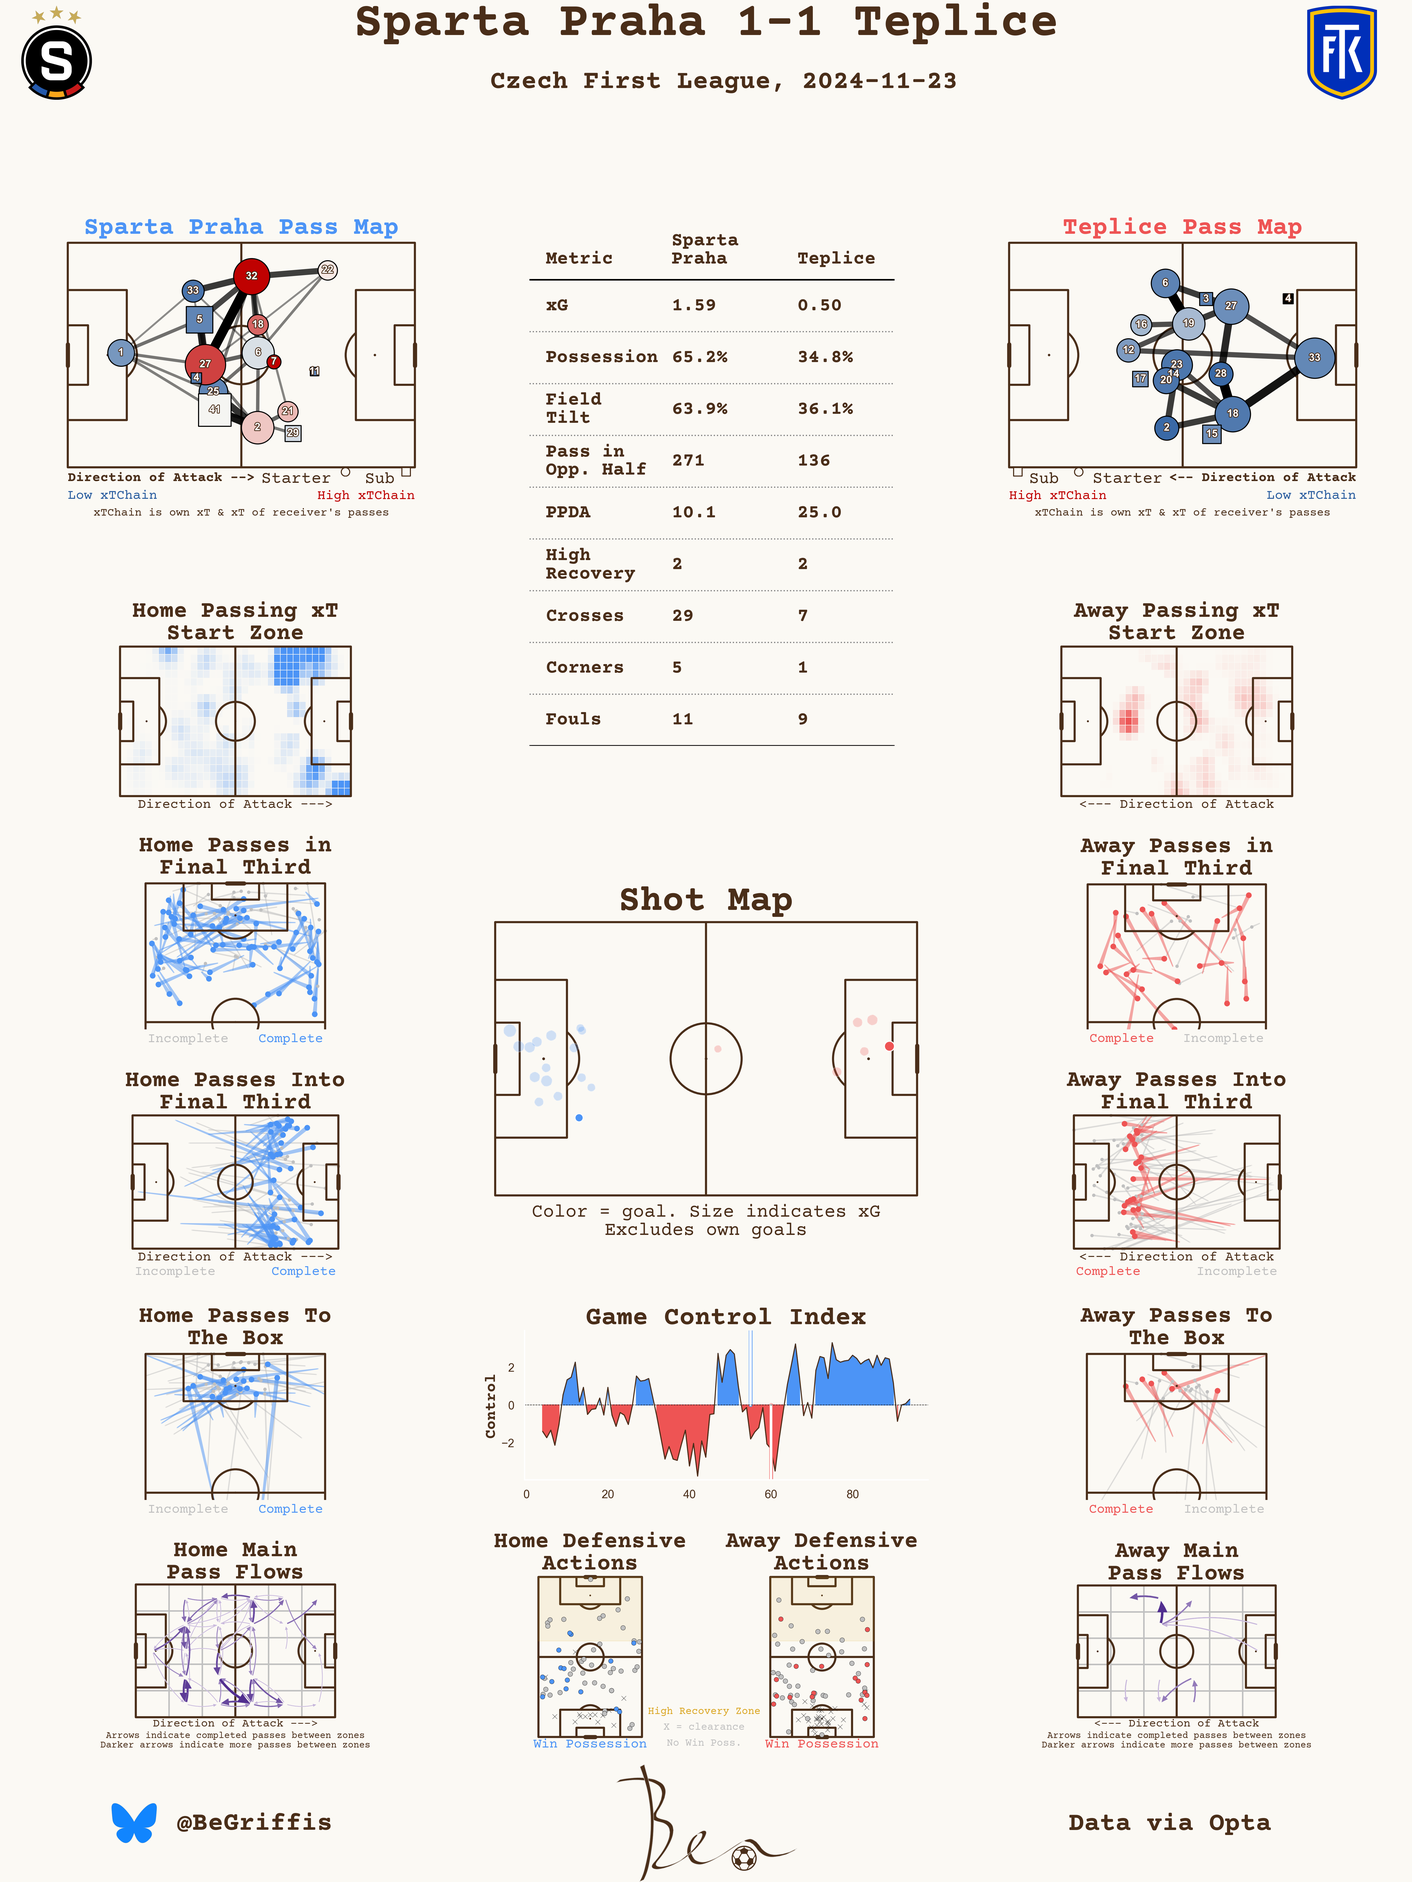 Sparta Praha 1-1 Teplice
Czech First League, 2024-11-23
S
FTK
Sparta Praha Pass Map
32
22
33
5
18
1
6
27
7
4
11
25
41
21
2
29
Direction of Attack --> Starter Sub
Low xTChain High xTChain
xTChain is own xT & xT of receiver's passes
Metric Sparta Praha Teplice
xG 1.59 0.50
Possession 65.2% 34.8%
Field Tilt 63.9% 36.1%
Pass in Opp. Half 271 136
PPDA 10.1 25.0
High Recovery 2 2
Crosses 29 7
Corners 5 1
Fouls 11 9
Teplice Pass Map
6
3
4
27
16
19
12
33
23
14
17
20
28
18
2
15
Sub Starter <-- Direction of Attack
High xTChain Low xTChain
xTChain is own xT & xT of receiver's passes
Home Passing xT
Start Zone
Direction of Attack --->
Away Passing xT
Start Zone
<--- Direction of Attack
Home Passes in
Final Third
Incomplete Complete
Away Passes in
Final Third
Complete Incomplete
Shot Map
Color = goal. Size indicates xG
Excludes own goals
Home Passes Into
Final Third
Direction of Attack --->
Incomplete Complete
Away Passes Into
Final Third
<--- Direction of Attack
Complete Incomplete
Home Passes To
The Box
Incomplete Complete
Game Control Index
Control
2
0
−2
0 20 40 60 80
Away Passes To
The Box
Complete Incomplete
Home Main
Pass Flows
Direction of Attack --->
Arrows indicate completed passes between zones
Darker arrows indicate more passes between zones
Home Defensive
Actions
Win Possession
Away Defensive
Actions
Win Possession
High Recovery Zone
X = clearance
No Win Poss.
Away Main
Pass Flows
<--- Direction of Attack
Arrows indicate completed passes between zones
Darker arrows indicate more passes between zones
@BeGriffis
Ben
Data via Opta